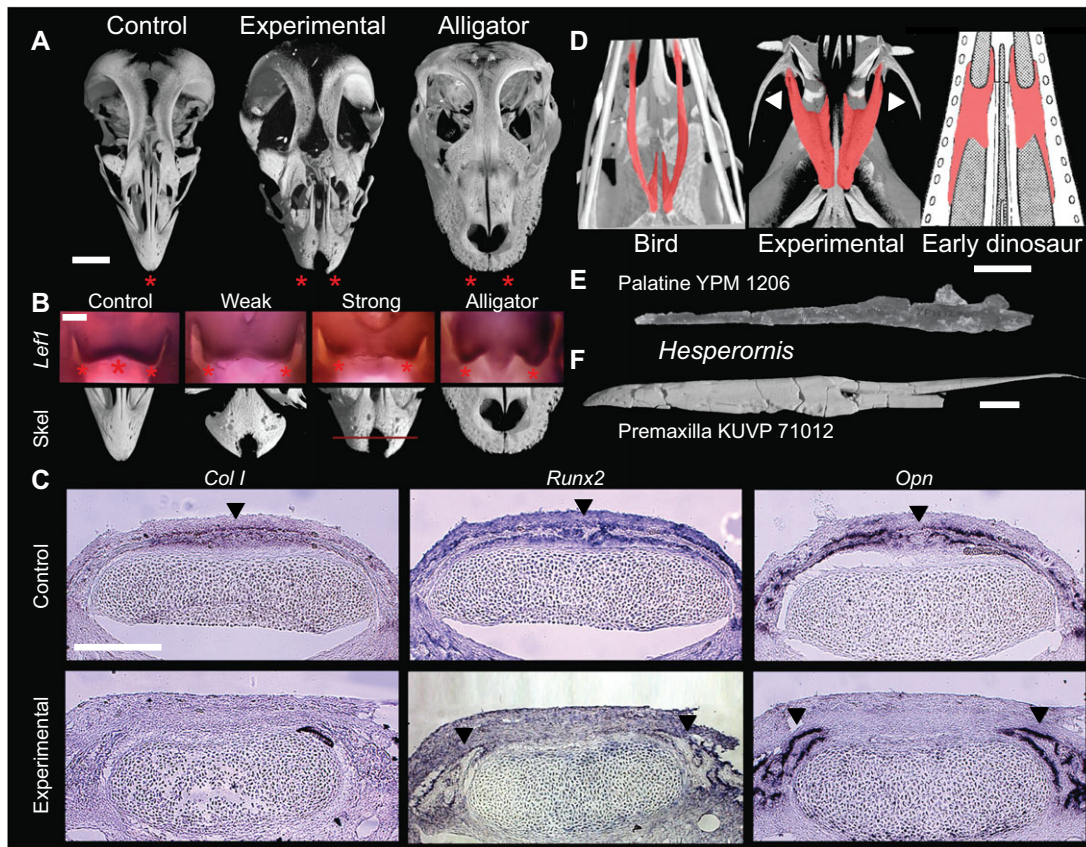 A
Control
Experimental
Alligator
*
* *
* *
B
Control
Weak
Strong
Alligator
Left1
* * *
* *
* *
* *
Skel
C
Col I
Runx2
Opn
Control
Experimental
D
Bird
Experimental
Early dinosaur
E
Palatine YPM 1206
Hesperornis
F
Premaxilla KUVP 71012